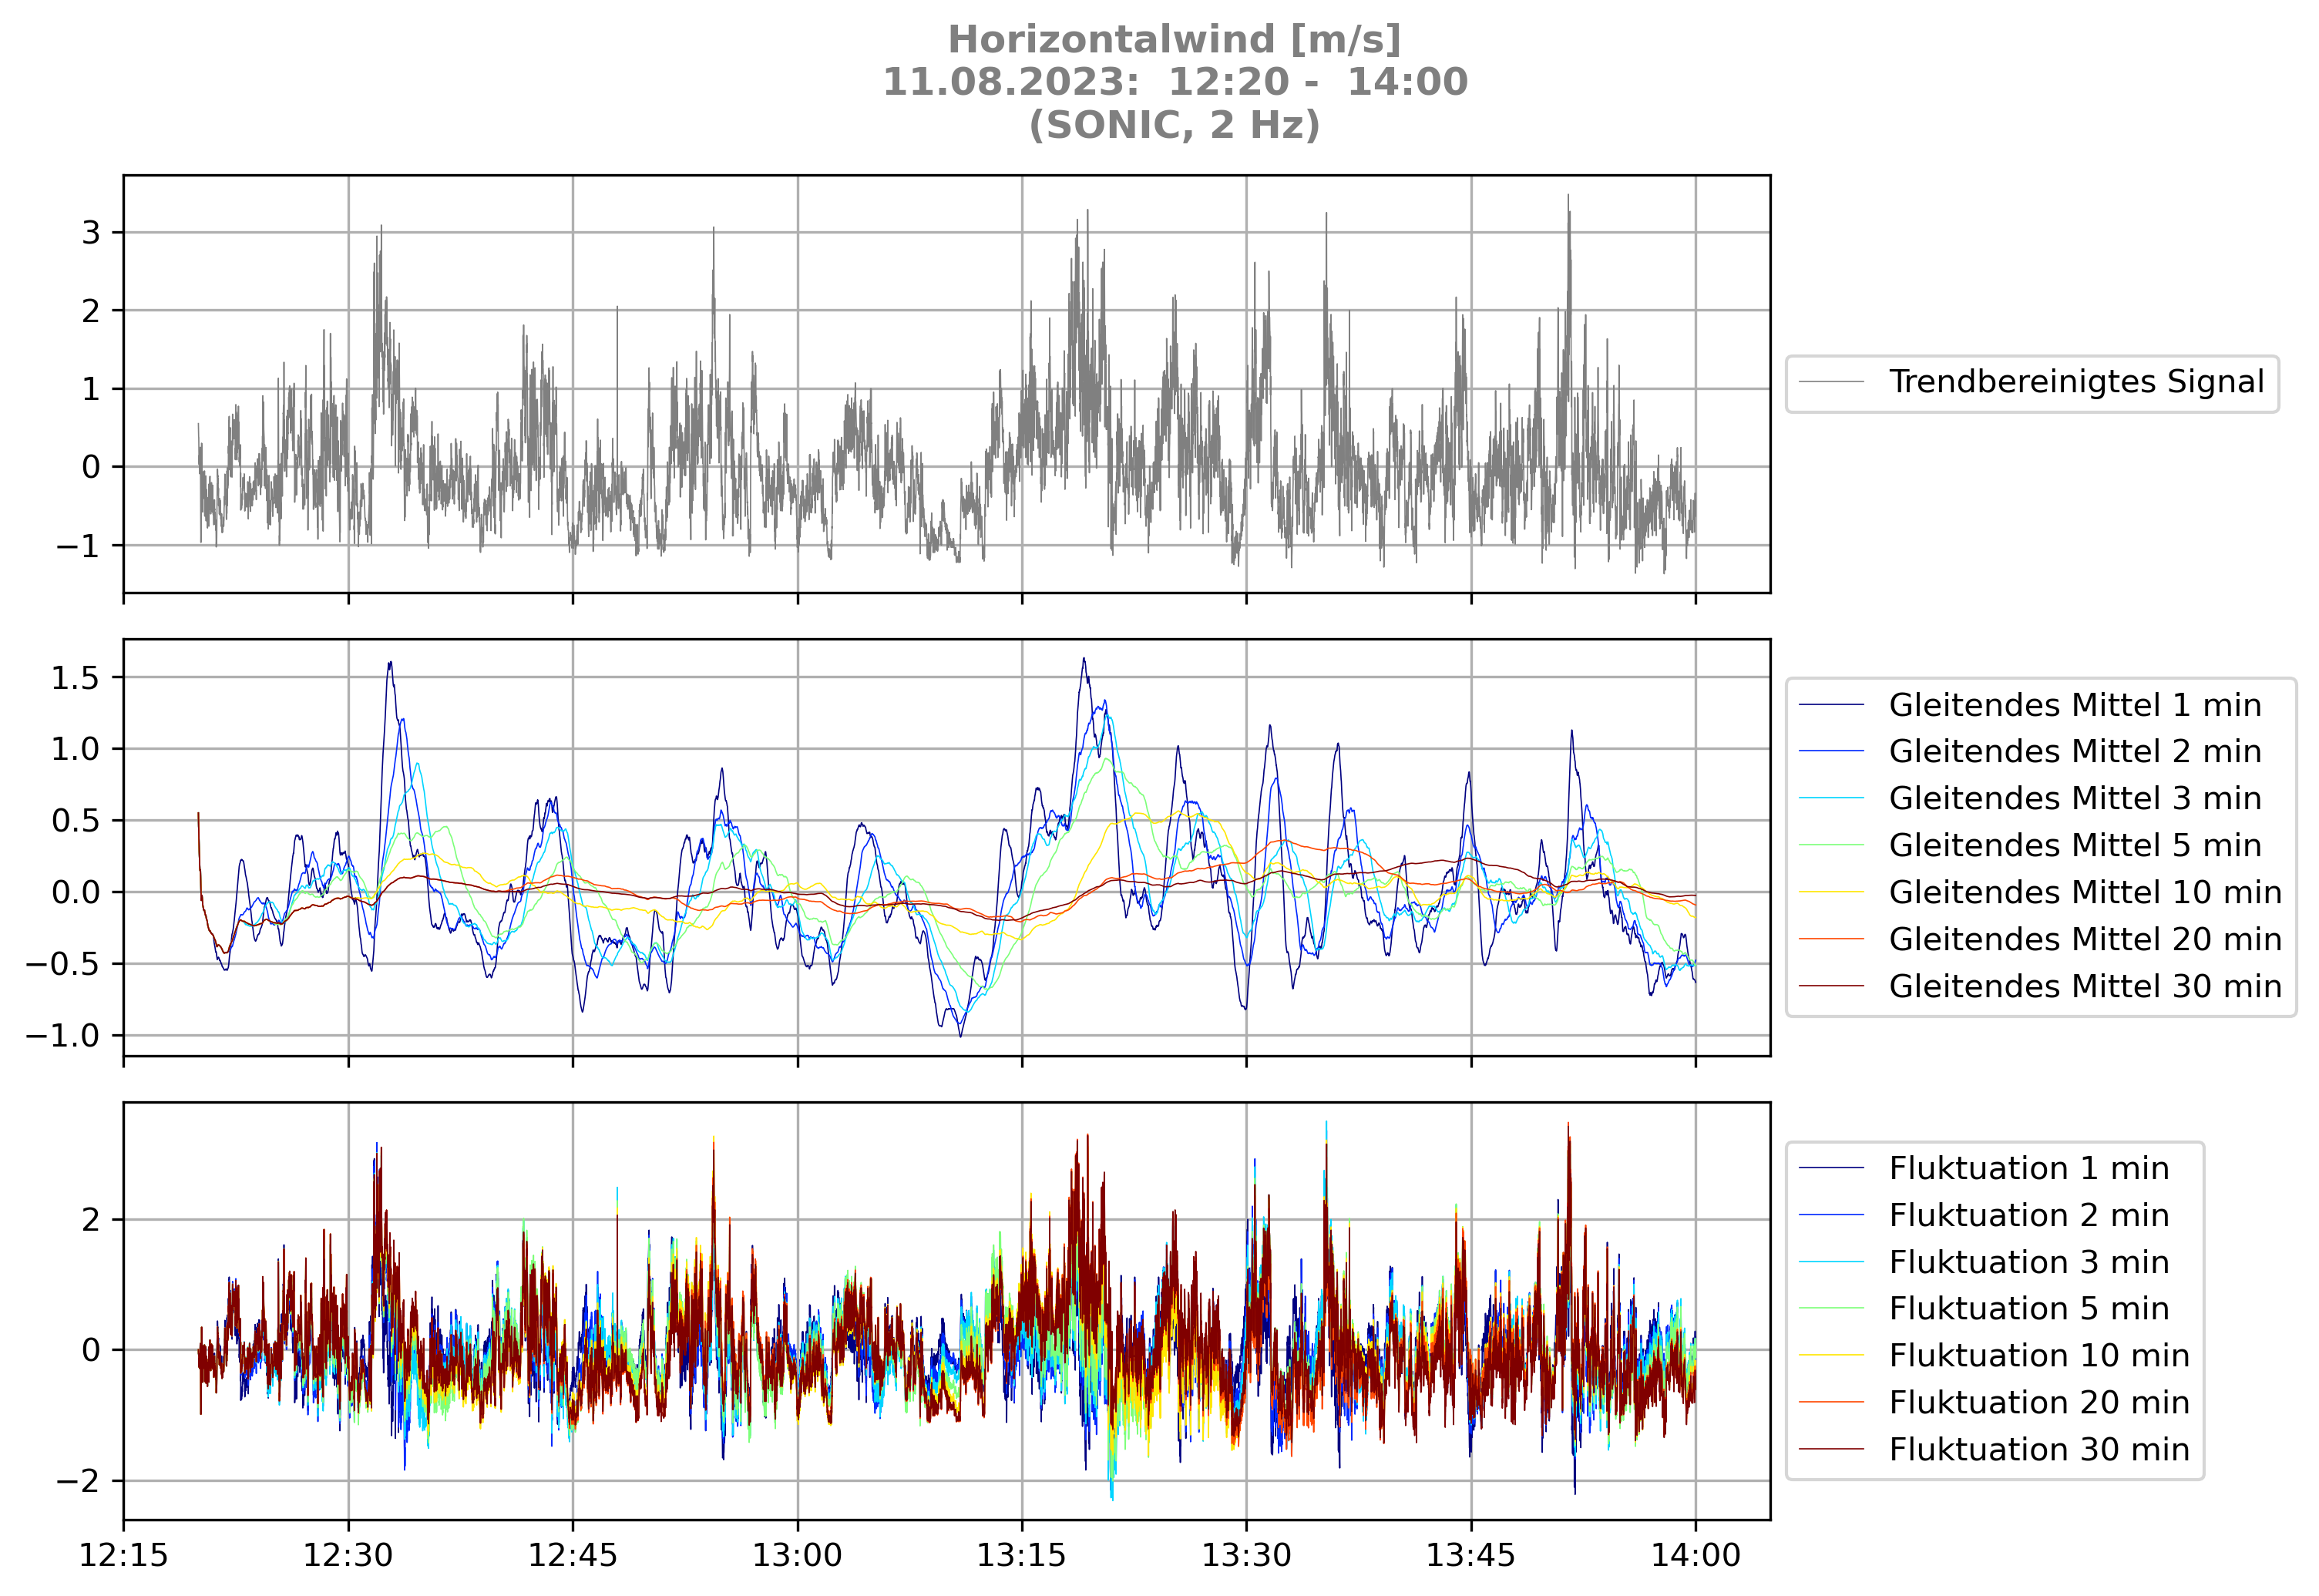 Horizontalwind [m/s]
11.08.2023:  12:20 -  14:00
(SONIC, 2 Hz)
3
2
1
0
−1
Trendbereinigtes Signal
1.5
1.0
0.5
0.0
−0.5
−1.0
Gleitendes Mittel 1 min
Gleitendes Mittel 2 min
Gleitendes Mittel 3 min
Gleitendes Mittel 5 min
Gleitendes Mittel 10 min
Gleitendes Mittel 20 min
Gleitendes Mittel 30 min
2
0
−2
Fluktuation 1 min
Fluktuation 2 min
Fluktuation 3 min
Fluktuation 5 min
Fluktuation 10 min
Fluktuation 20 min
Fluktuation 30 min
12:15 12:30 12:45 13:00 13:15 13:30 13:45 14:00